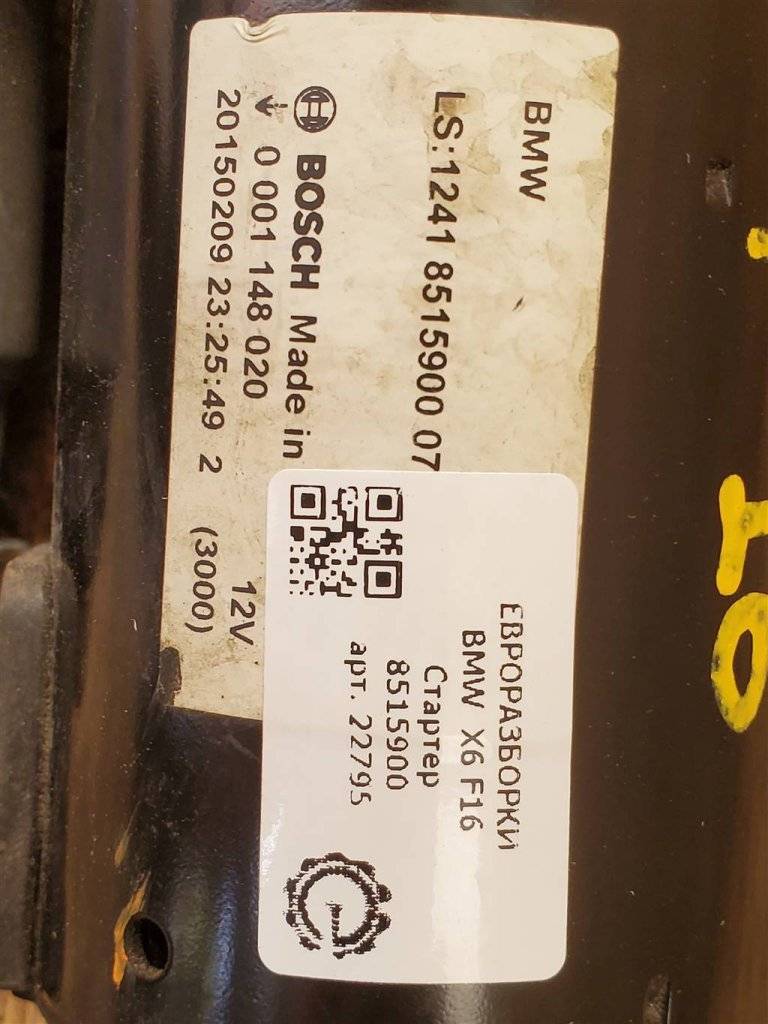 BMW
LS:1241 8515900 07
BOSCH Made in
0 001 148 020
12V
20150209 23:25:49 2 (3000)
ЕВРОРАЗБОРКИ
BMW X6 F16
Стартер
8515900
арт. 22795